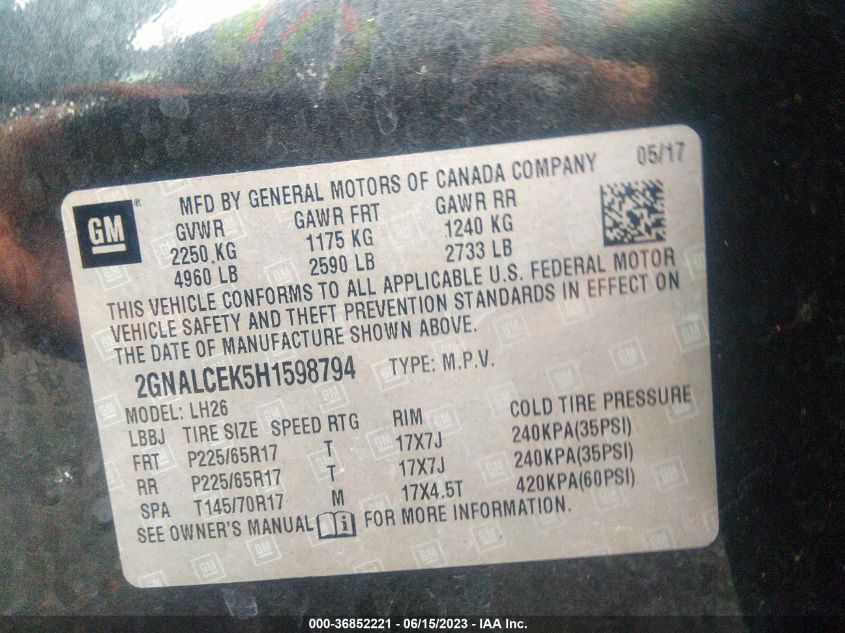 GM ® MFD BY GENERAL MOTORS OF CANADA COMPANY 05/17
GVWR GAWR FRT GAWR RR
2250 KG 1175 KG 1240 KG
4960 LB 2590 LB 2733 LB
THIS VEHICLE CONFORMS TO ALL APPLICABLE U.S. FEDERAL MOTOR
VEHICLE SAFETY AND THEFT PREVENTION STANDARDS IN EFFECT ON
THE DATE OF MANUFACTURE SHOWN ABOVE.
2GNALCEK5H1598794 TYPE: M.P.V.
MODEL: LH26
LBBJ TIRE SIZE SPEED RTG RIM COLD TIRE PRESSURE
FRT P225/65R17 T 17X7J 240KPA(35PSI)
RR P225/65R17 T 17X7J 240KPA(35PSI)
SPA T145/70R17 M 17X4.5T 420KPA(60PSI)
SEE OWNER'S MANUAL i FOR MORE INFORMATION.
000-36852221 - 06/15/2023 - IAA Inc.